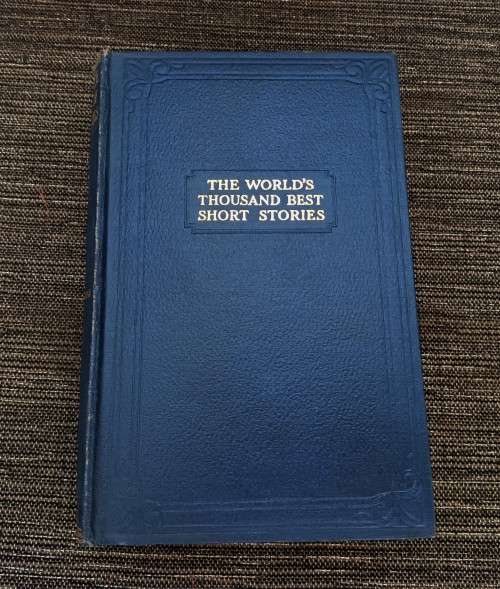 THE WORLD'S
THOUSAND BEST
SHORT STORIES